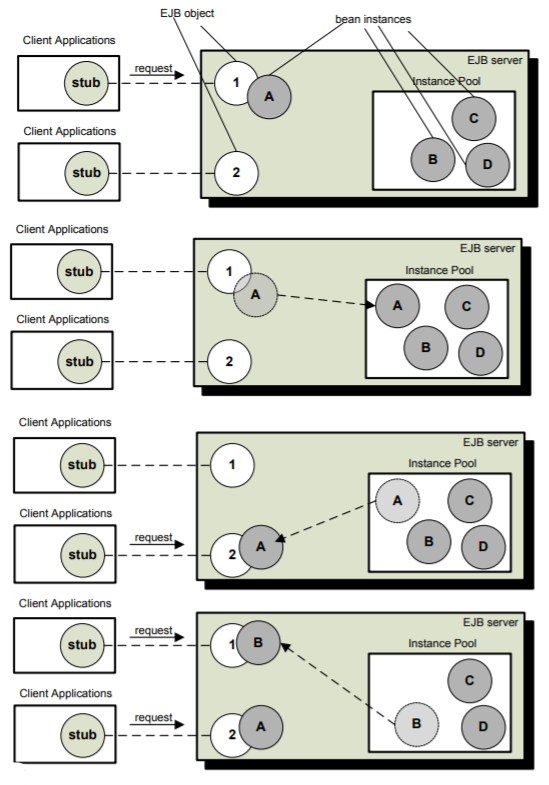 EJB object
bean instances
Client Applications
EJB server
request
stub
1
A
Instance Pool
C
B
D
Client Applications
stub
2
Client Applications
EJB server
stub
1
A
Instance Pool
A
C
B
D
Client Applications
stub
2
Client Applications
EJB server
stub
1
Instance Pool
A
C
B
D
Client Applications
request
stub
2
A
Client Applications
EJB server
request
stub
1
B
Instance Pool
C
B
D
Client Applications
request
stub
2
A